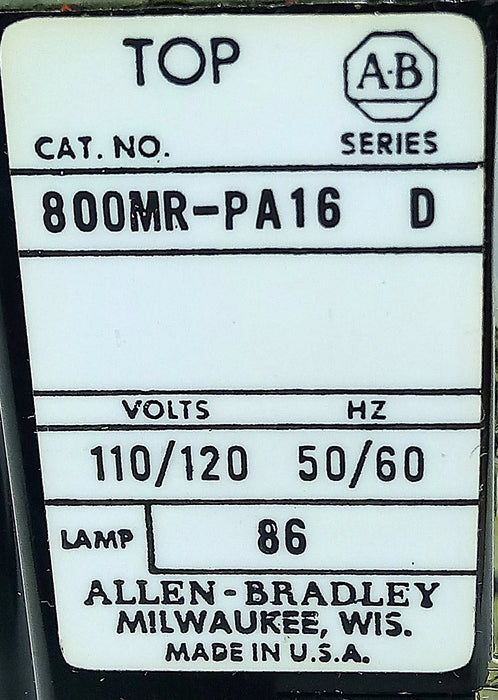 TOP
A-B
CAT. NO. SERIES
800MR-PA16 D
VOLTS HZ
110/120 50/60
LAMP 86
ALLEN-BRADLEY
MILWAUKEE, WIS.
MADE IN U.S.A.